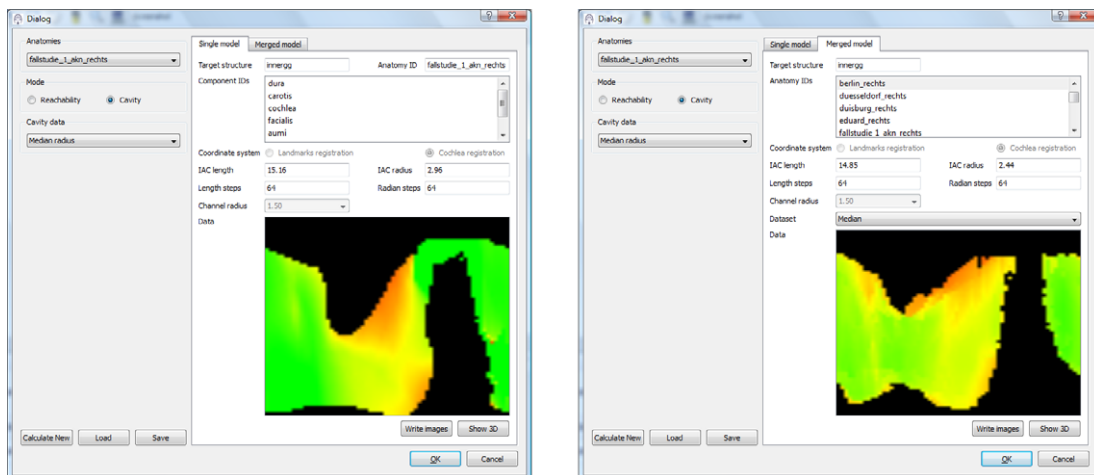 Dialog
Anatomies
fallstudie_1_akn_rechts
Mode
Reachability Cavity
Cavity data
Median radius
Calculate New Load Save
Single model Merged model
Target structure innergg Anatomy ID fallstudie_1_akn_rechts
Component IDs
dura
carotis
cochlea
facialis
aumi
Coordinate system Landmarks registration Cochlea registration
IAC length 15.16 IAC radius 2.96
Length steps 64 Radian steps 64
Channel radius 1.50
Data
Write images Show 3D
OK Cancel
Dialog
Anatomies
fallstudie_1_akn_rechts
Mode
Reachability Cavity
Cavity data
Median radius
Calculate New Load Save
Single model Merged model
Target structure innergg
Anatomy IDs
berlin_rechts
duesseldorf_rechts
duisburg_rechts
eduard_rechts
fallstudie_1_akn_rechts
Coordinate system Landmarks registration Cochlea registration
IAC length 14.85 IAC radius 2.44
Length steps 64 Radian steps 64
Channel radius 1.50
Dataset Median
Data
Write images Show 3D
OK Cancel